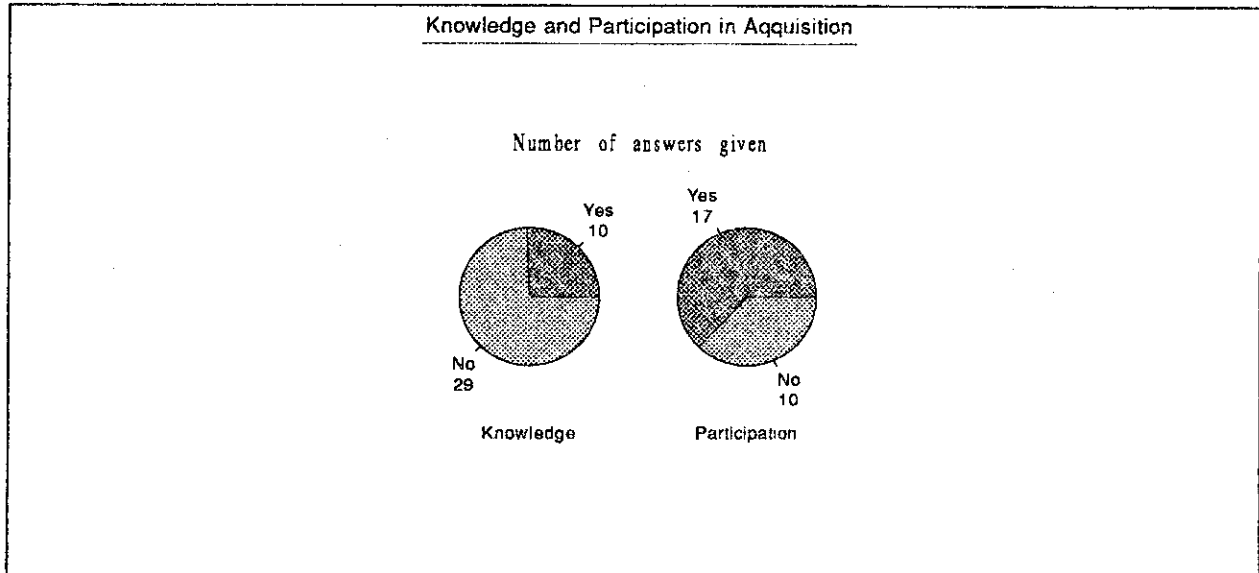 Knowledge and Participation in Aqquisition
Number of answers given
Yes
10
No
29
Knowledge
Yes
17
No
10
Participation